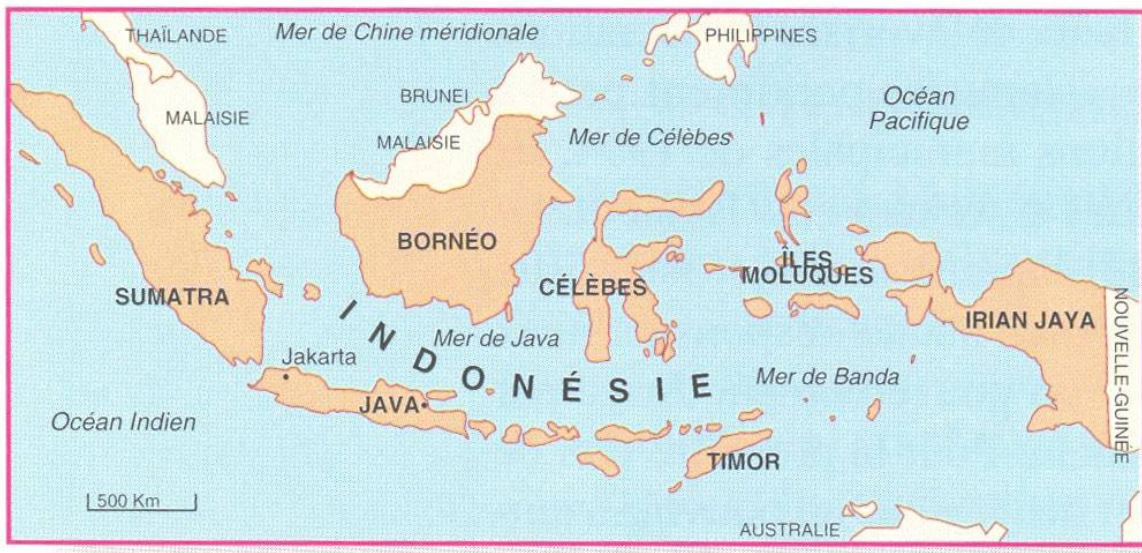 THAÏLANDE
Mer de Chine méridionale
PHILIPPINES
MALAISIE
BRUNEI
MALAISIE
Mer de Célèbes
Océan
Pacifique
SUMATRA
BORNÉO
CÉLÈBES
ÎLES
MOLUQUES
IRIAN JAYA
NOUVELLE-GUINÉE
INDONÉSIE
Mer de Java
Jakarta
JAVA
Mer de Banda
Océan Indien
TIMOR
500 Km
AUSTRALIE